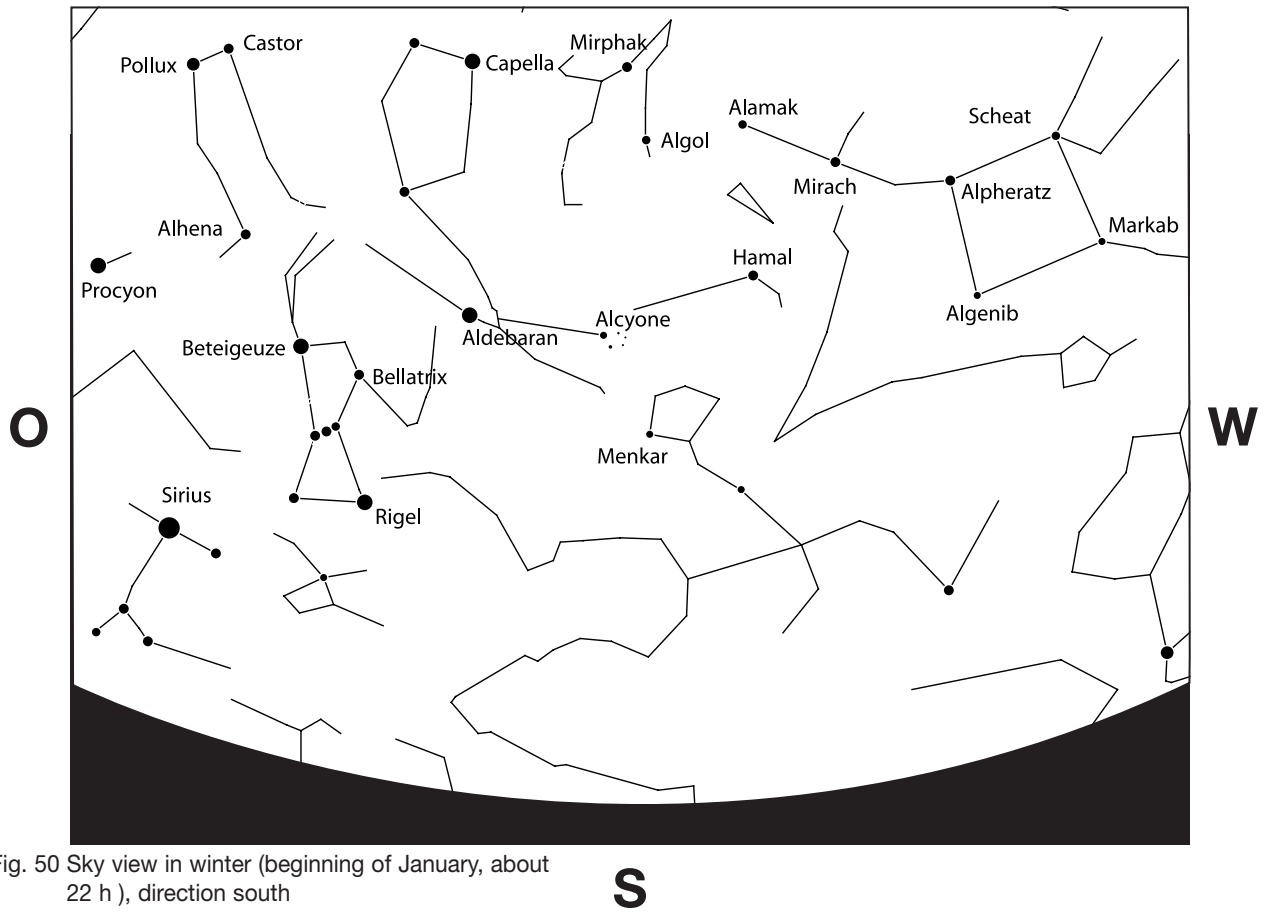 Castor
Mirphak
Pollux
Capella
Alamak
Scheat
Algol
Mirach
Alpheratz
Alhena
Markab
Hamal
Procyon
Algenib
Alcyone
Aldebaran
Beteigeuze
Bellatrix
O
W
Menkar
Sirius
Rigel
ig. 50 Sky view in winter (beginning of January, about
22 h ), direction south
S